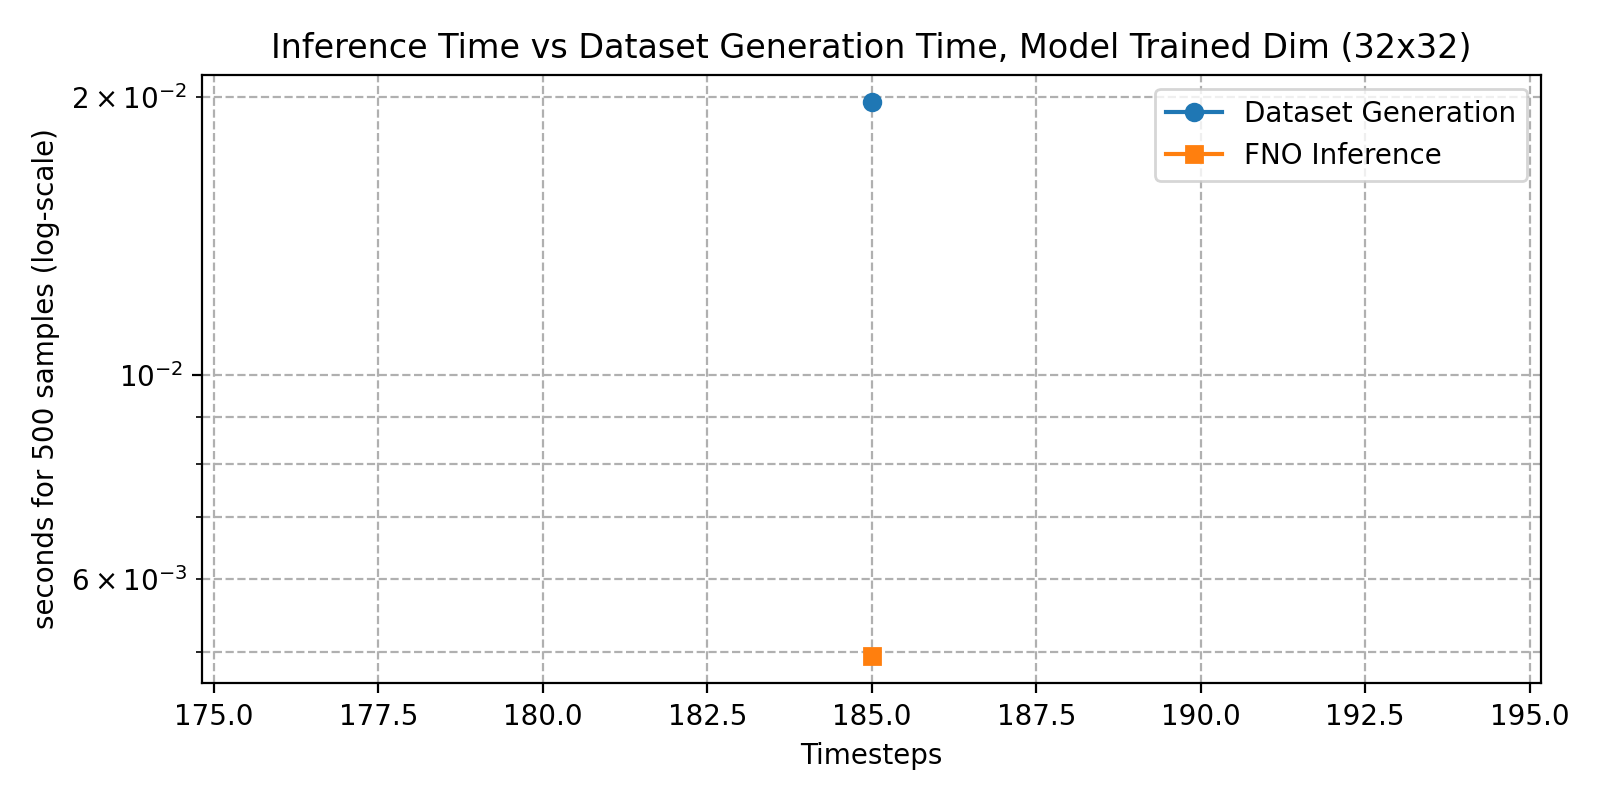 Inference Time vs Dataset Generation Time, Model Trained Dim (32x32)
seconds for 500 samples (log-scale)
2 × 10⁻²
10⁻²
6 × 10⁻³
Dataset Generation
FNO Inference
175.0 177.5 180.0 182.5 185.0 187.5 190.0 192.5 195.0
Timesteps